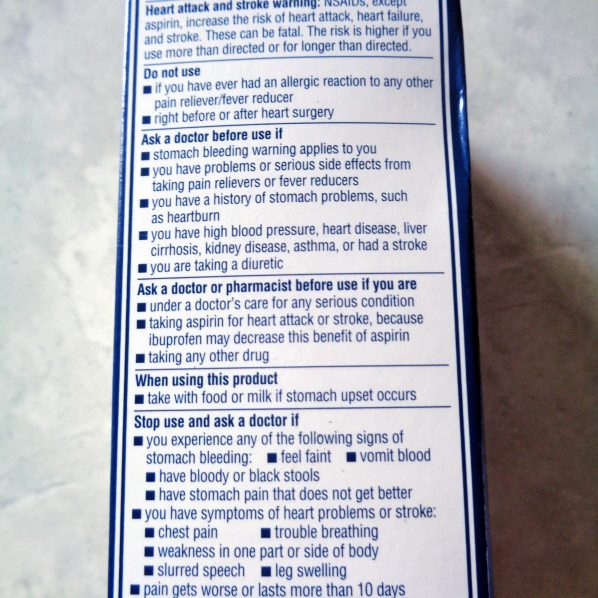 Heart attack and stroke warning: NSAIDs, except
aspirin, increase the risk of heart attack, heart failure,
and stroke. These can be fatal. The risk is higher if you
use more than directed or for longer than directed.
Do not use
■ if you have ever had an allergic reaction to any other
pain reliever/fever reducer
■ right before or after heart surgery
Ask a doctor before use if
■ stomach bleeding warning applies to you
■ you have problems or serious side effects from
taking pain relievers or fever reducers
■ you have a history of stomach problems, such
as heartburn
■ you have high blood pressure, heart disease, liver
cirrhosis, kidney disease, asthma, or had a stroke
■ you are taking a diuretic
Ask a doctor or pharmacist before use if you are
■ under a doctor's care for any serious condition
■ taking aspirin for heart attack or stroke, because
ibuprofen may decrease this benefit of aspirin
■ taking any other drug
When using this product
■ take with food or milk if stomach upset occurs
Stop use and ask a doctor if
■ you experience any of the following signs of
stomach bleeding: ■ feel faint ■ vomit blood
■ have bloody or black stools
■ have stomach pain that does not get better
■ you have symptoms of heart problems or stroke:
■ chest pain ■ trouble breathing
■ weakness in one part or side of body
■ slurred speech ■ leg swelling
■ pain gets worse or lasts more than 10 days